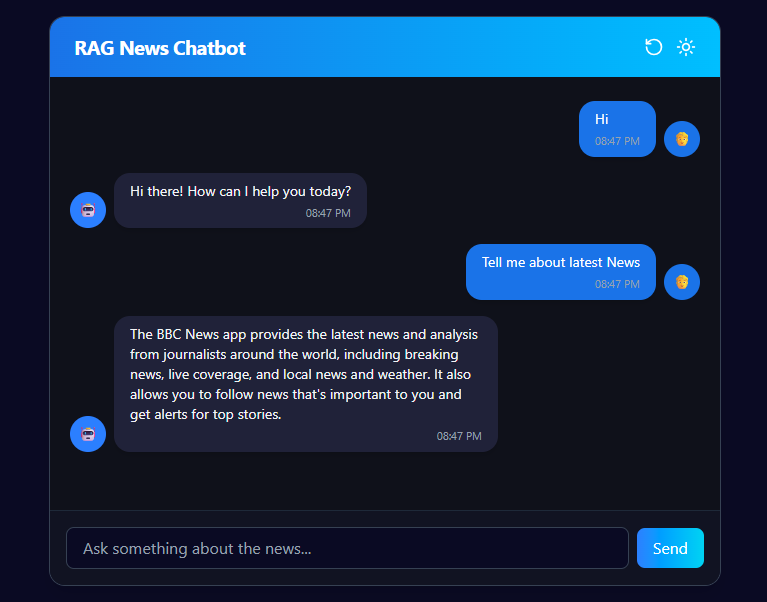 RAG News Chatbot
Hi
08:47 PM
Hi there! How can I help you today?
08:47 PM
Tell me about latest News
08:47 PM
The BBC News app provides the latest news and analysis
from journalists around the world, including breaking
news, live coverage, and local news and weather. It also
allows you to follow news that's important to you and
get alerts for top stories.
08:47 PM
Ask something about the news...
Send